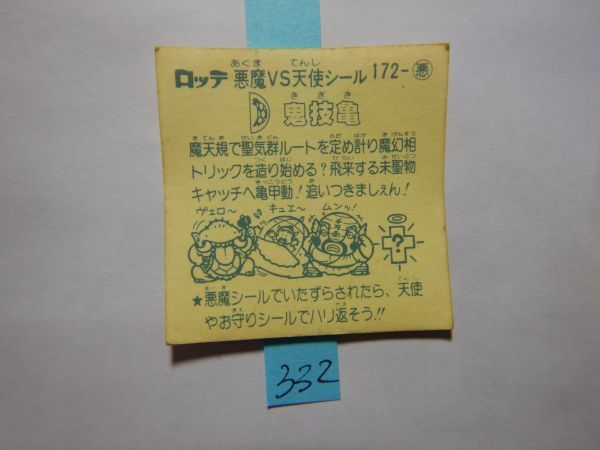 ロッテ 悪魔VS天使シール 172-悪
鬼技亀
魔天規で聖気群ルートを定め計り魔幻相
トリックを造り始める?飛来する未聖物
キャッチへ亀甲動!追いつきましぇん!
ヴェロ〜 キュエ〜 ムンッ!
?
★悪魔シールでいたずらされたら、天使
やお守りシールでハリ返そう!!
332